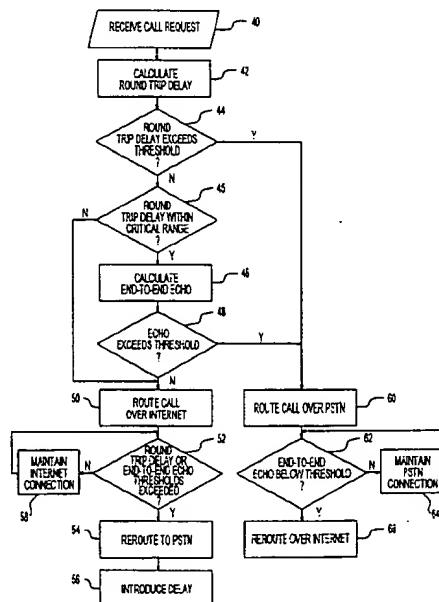 RECEIVE CALL REQUEST
40
CALCULATE
ROUND TRIP DELAY
42
44
ROUND
TRIP DELAY EXCEEDS
THRESHOLD
?
Y
N
45
ROUND
TRIP DELAY WITHIN
CRITICAL RANGE
?
N
Y
CALCULATE
END-TO-END ECHO
46
48
ECHO
EXCEEDS THRESHOLD
?
Y
N
50
ROUTE CALL
OVER INTERNET
ROUTE CALL OVER PSTN
60
52
ROUND
TRIP DELAY OR
END-TO-END ECHO
THRESHOLDS
EXCEEDED
?
N
MAINTAIN
INTERNET
CONNECTION
58
Y
62
END-TO-END
ECHO BELOW THRESHOLD
?
N
MAINTAIN
PSTN
CONNECTION
64
Y
54
REROUTE TO PSTN
REROUTE OVER INTERNET
66
56
INTRODUCE DELAY